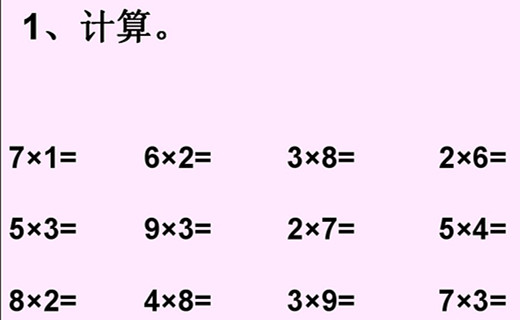 1、计算。
7×1= 6×2= 3×8= 2×6=
5×3= 9×3= 2×7= 5×4=
8×2= 4×8= 3×9= 7×3=